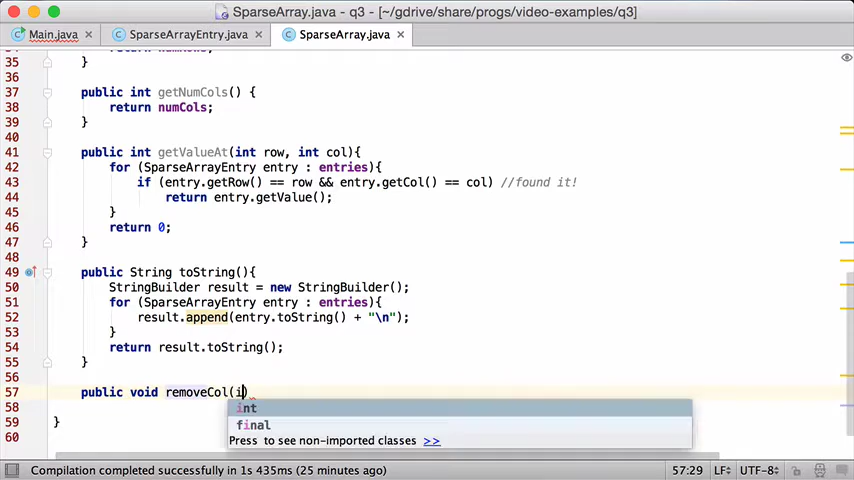 SparseArray.java - q3 - [~/gdrive/share/progs/video-examples/q3]
Main.java SparseArrayEntry.java SparseArray.java
35 }
36
37 public int getNumCols() {
38 return numCols;
39 }
40
41 public int getValueAt(int row, int col){
42 for (SparseArrayEntry entry : entries){
43 if (entry.getRow() == row && entry.getCol() == col) //found it!
44 return entry.getValue();
45 }
46 return 0;
47 }
48
49 public String toString(){
50 StringBuilder result = new StringBuilder();
51 for (SparseArrayEntry entry : entries){
52 result.append(entry.toString() + "\n");
53 }
54 return result.toString();
55 }
56
57 public void removeCol(i)
58 int
59 } final
60 Press to see non-imported classes >>
Compilation completed successfully in 1s 435ms (25 minutes ago) 57:29 LF UTF-8